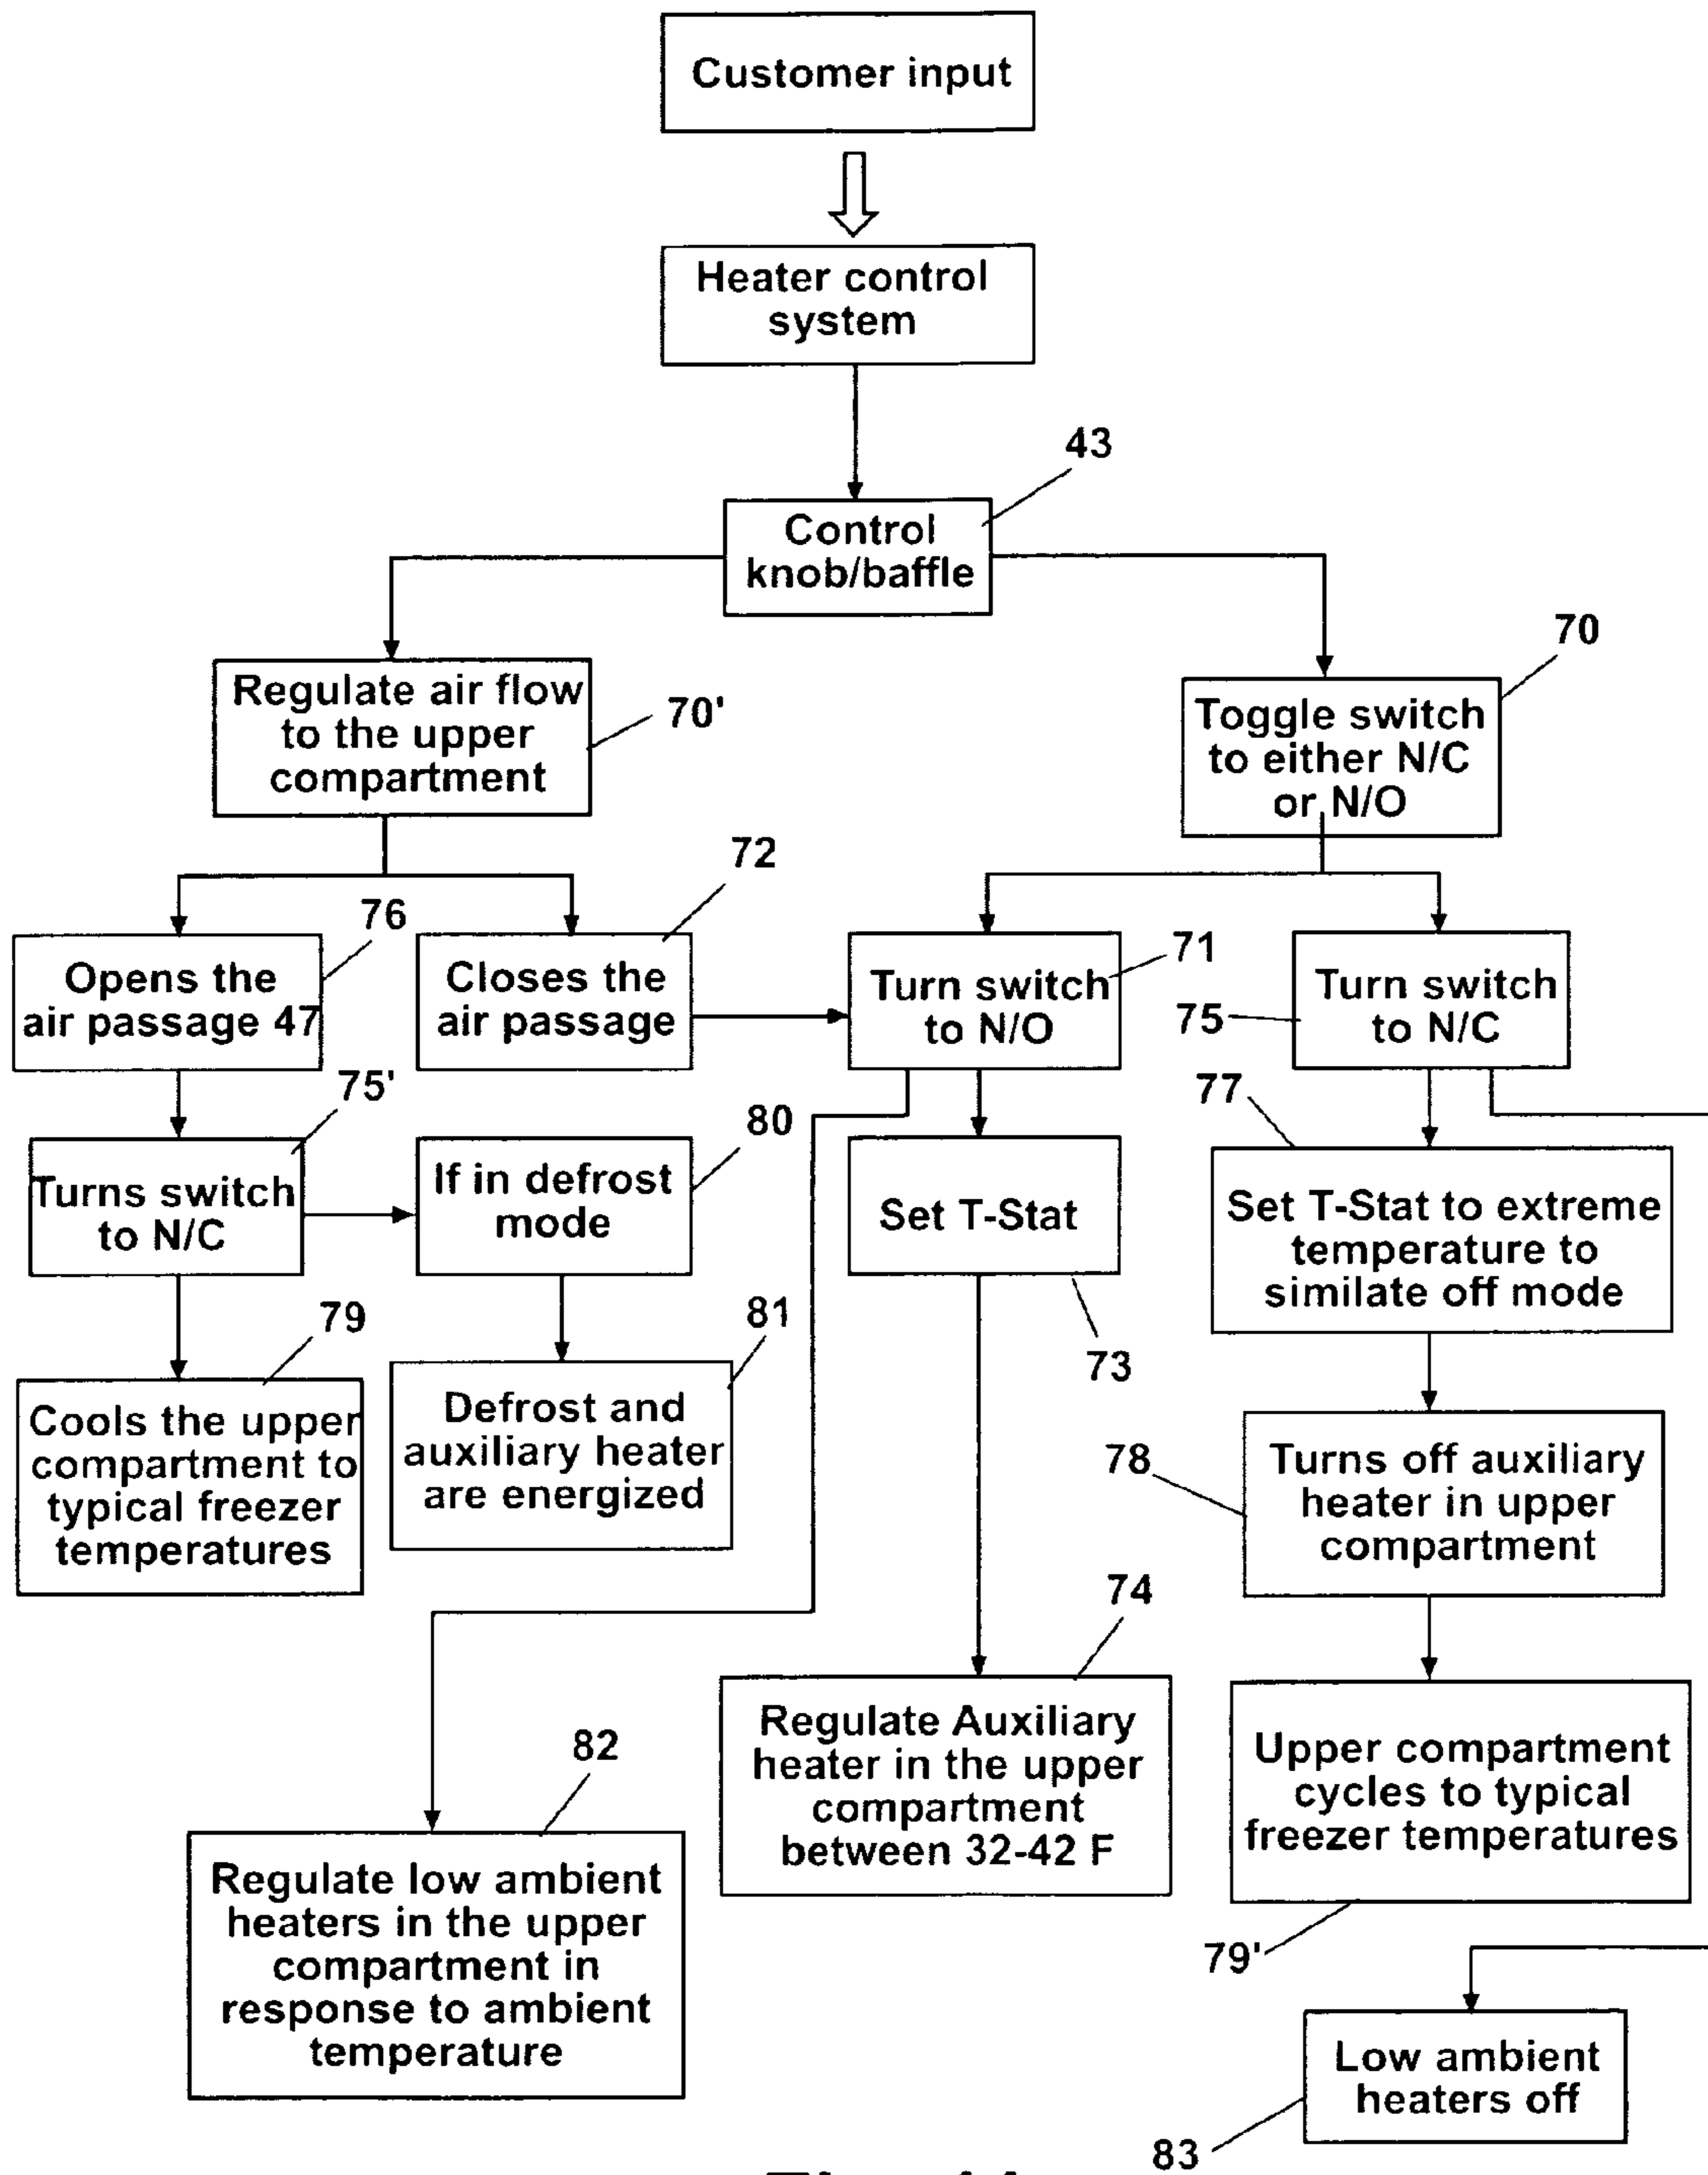 Customer input
Heater control
system
43
Control
knob/baffle
70
Regulate air flow
to the upper
compartment
70'
Toggle switch
to either N/C
or N/O
72
76
Opens the
air passage 47
Closes the
air passage
71
Turn switch
to N/O
75
Turn switch
to N/C
75'
80
77
Turns switch
to N/C
If in defrost
mode
Set T-Stat
Set T-Stat to extreme
temperature to
similate off mode
79
81
73
Cools the upper
compartment to
typical freezer
temperatures
Defrost and
auxiliary heater
are energized
78
Turns off auxiliary
heater in upper
compartment
74
Regulate Auxiliary
heater in the upper
compartment
between 32-42 F
82
Upper compartment
cycles to typical
freezer temperatures
79'
Regulate low ambient
heaters in the upper
compartment in
response to ambient
temperature
Low ambient
heaters off
83